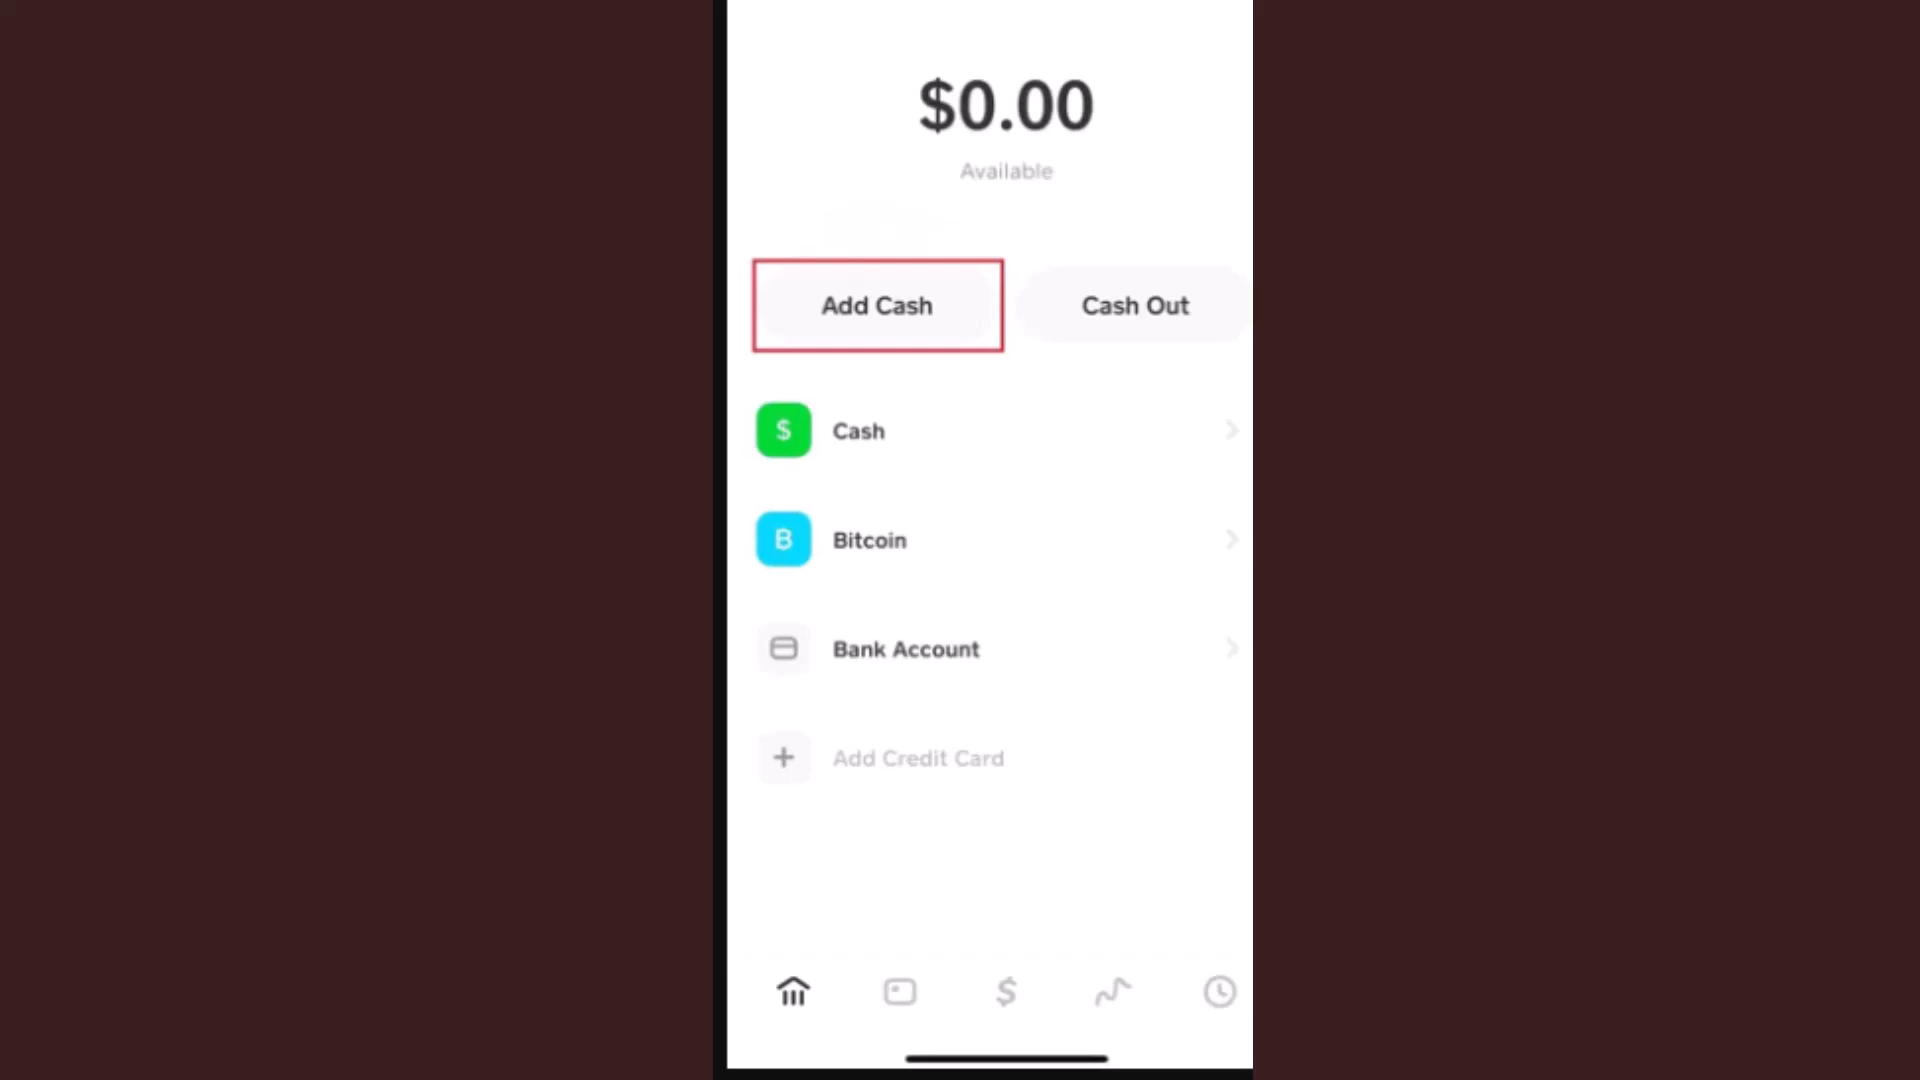 $0.00
Available
Add Cash
Cash Out
$ Cash
B Bitcoin
Bank Account
+ Add Credit Card
$